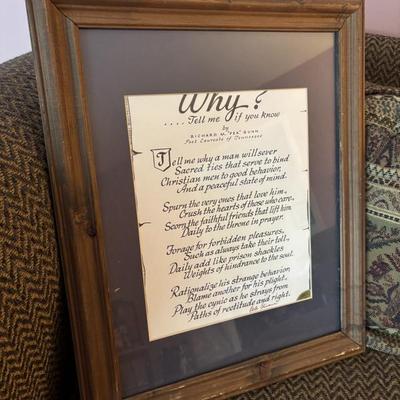 Why?
....Tell me if you know
by
RICHARD M. "PEK" GUNN
Poet Laureate of Tennessee
Tell me why a man will sever
Sacred ties that serve to bind
Christian men to good behavior,
And a peaceful state of mind.
Spurn the very ones that love him,
Crush the hearts of those who care,
Scorn the faithful friends that lift him
Daily to the throne in prayer.
Forage for forbidden pleasures,
Such as always take their toll,
Daily add like prison shackles
Weights of hindrance to the soul.
Rationalize his strange behavior,
Blame another for his plight,
Play the cynic as he strays from
Paths of rectitude and right.